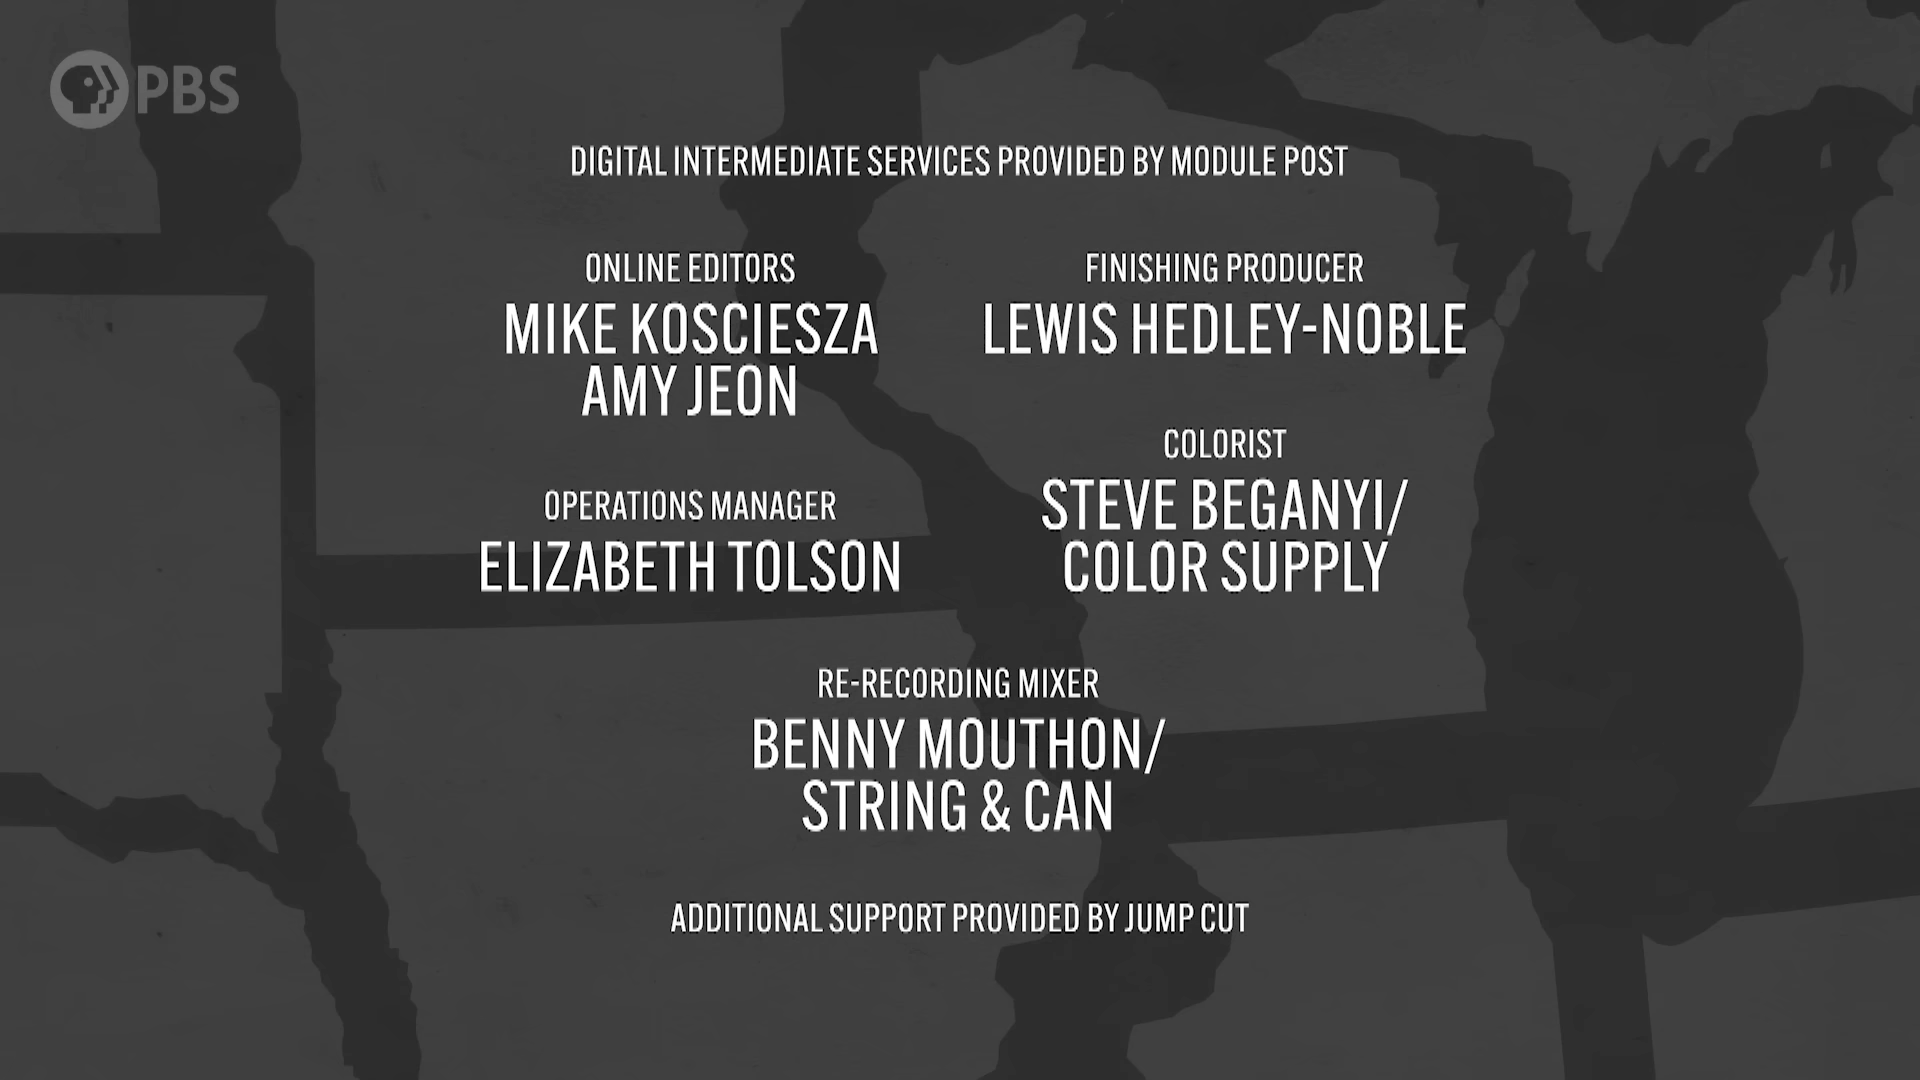 PBS
DIGITAL INTERMEDIATE SERVICES PROVIDED BY MODULE POST
ONLINE EDITORS
MIKE KOSCIESZA
AMY JEON
FINISHING PRODUCER
LEWIS HEDLEY-NOBLE
OPERATIONS MANAGER
ELIZABETH TOLSON
COLORIST
STEVE BEGANYI/
COLOR SUPPLY
RE-RECORDING MIXER
BENNY MOUTHON/
STRING & CAN
ADDITIONAL SUPPORT PROVIDED BY JUMP CUT